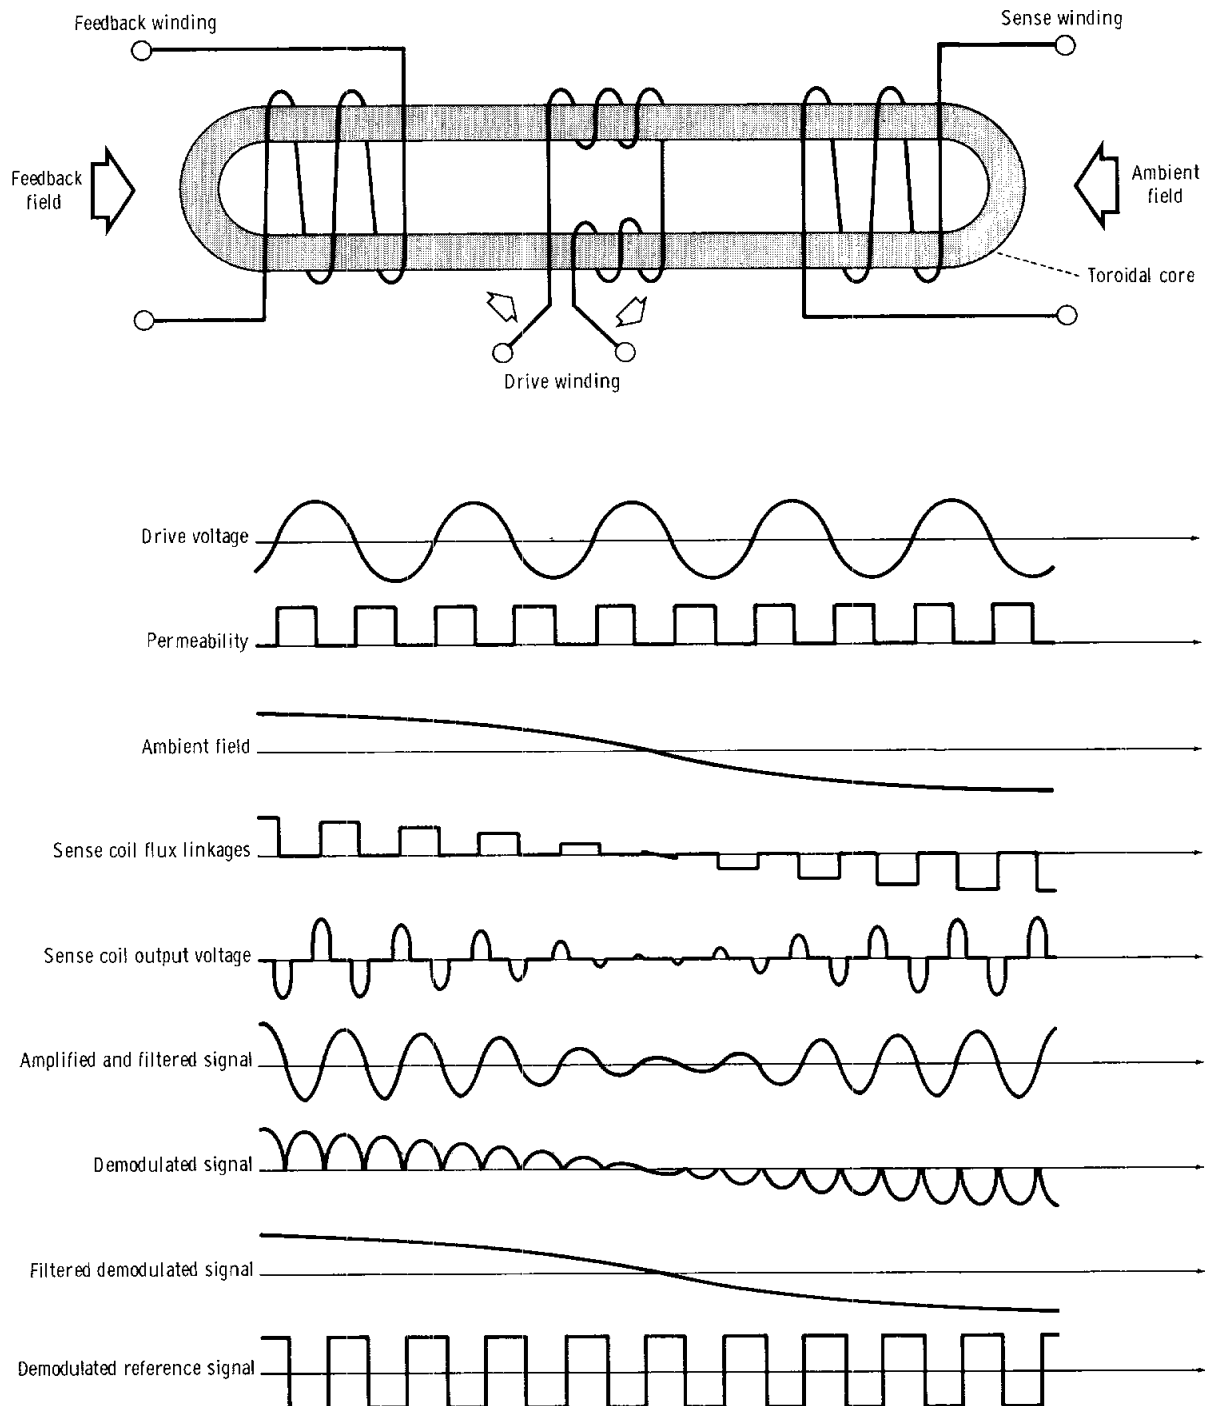 Feedback winding
Sense winding
Feedback
field
Ambient
field
Toroidal core
Drive winding
Drive voltage
Permeability
Ambient field
Sense coil flux linkages
Sense coil output voltage
Amplified and filtered signal
Demodulated signal
Filtered demodulated signal
Demodulated reference signal